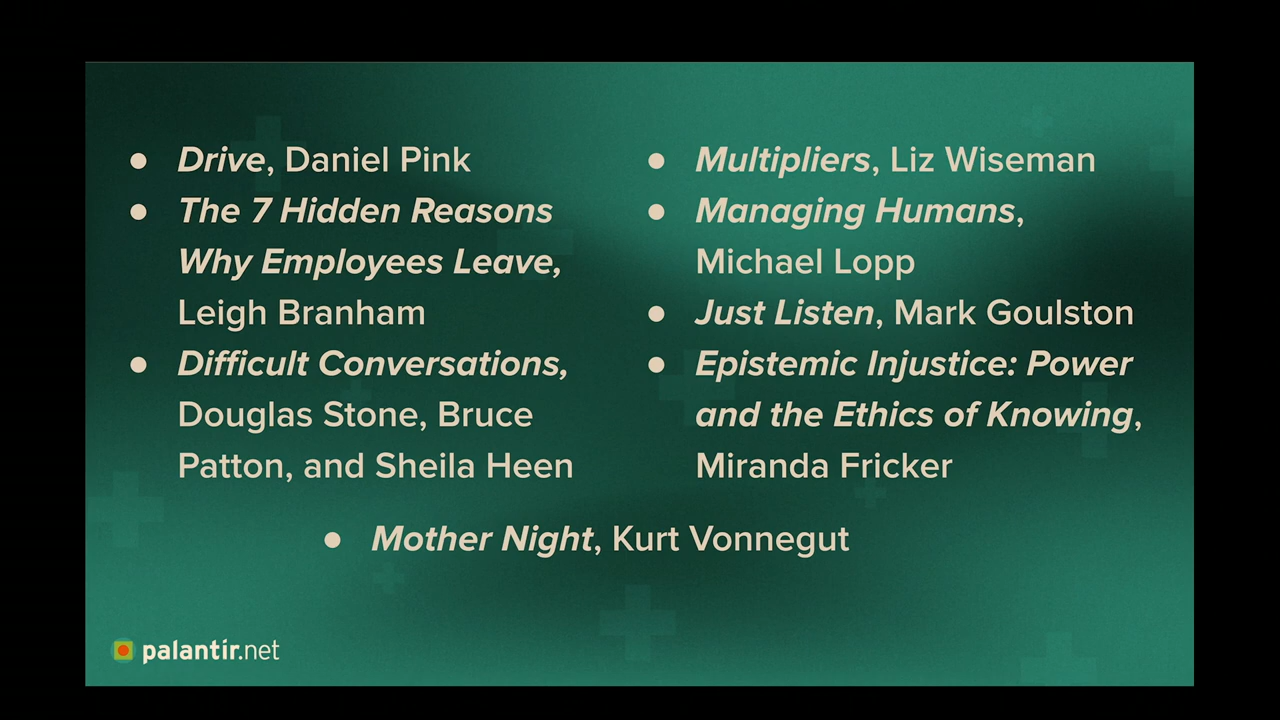 ● Drive, Daniel Pink
● The 7 Hidden Reasons
Why Employees Leave,
Leigh Branham
● Difficult Conversations,
Douglas Stone, Bruce
Patton, and Sheila Heen
● Multipliers, Liz Wiseman
● Managing Humans,
Michael Lopp
● Just Listen, Mark Goulston
● Epistemic Injustice: Power
and the Ethics of Knowing,
Miranda Fricker
● Mother Night, Kurt Vonnegut
palantír.net